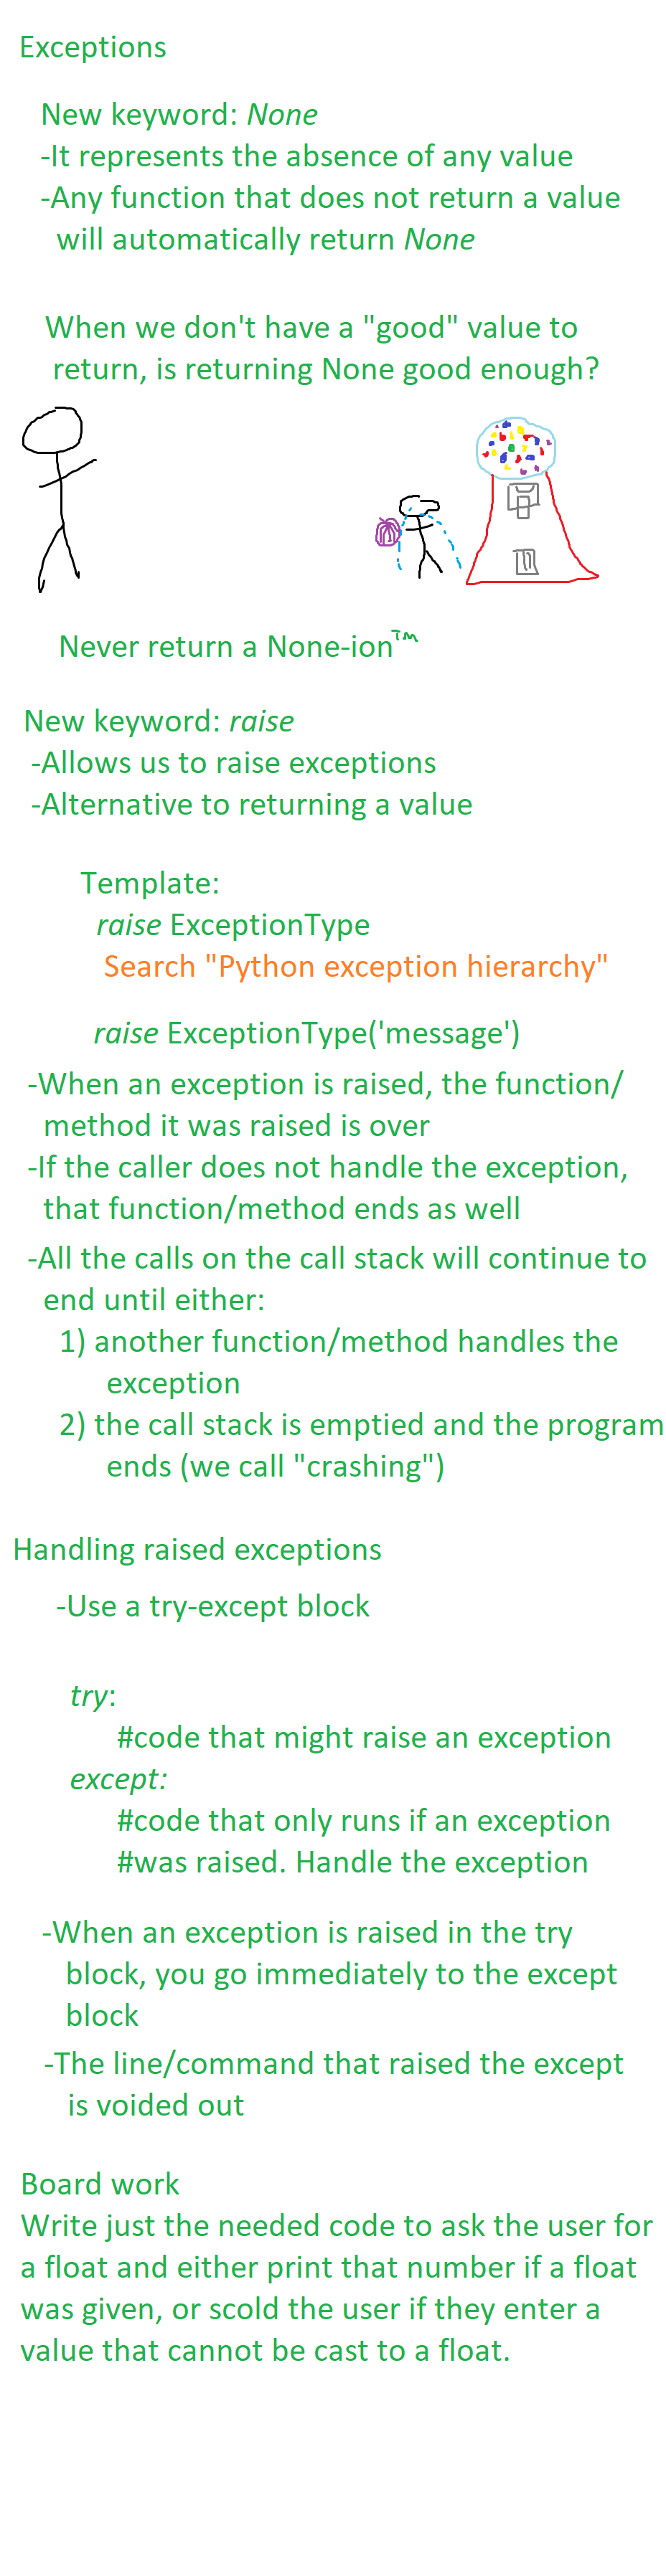 Exceptions
New keyword: None
-It represents the absence of any value
-Any function that does not return a value
will automatically return None
When we don't have a "good" value to
return, is returning None good enough?
Never return a None-ion™
New keyword: raise
-Allows us to raise exceptions
-Alternative to returning a value
Template:
raise ExceptionType
Search "Python exception hierarchy"
raise ExceptionType('message')
-When an exception is raised, the function/
method it was raised is over
-If the caller does not handle the exception,
that function/method ends as well
-All the calls on the call stack will continue to
end until either:
1) another function/method handles the
exception
2) the call stack is emptied and the program
ends (we call "crashing")
Handling raised exceptions
-Use a try-except block
try:
#code that might raise an exception
except:
#code that only runs if an exception
#was raised. Handle the exception
-When an exception is raised in the try
block, you go immediately to the except
block
-The line/command that raised the except
is voided out
Board work
Write just the needed code to ask the user for
a float and either print that number if a float
was given, or scold the user if they enter a
value that cannot be cast to a float.